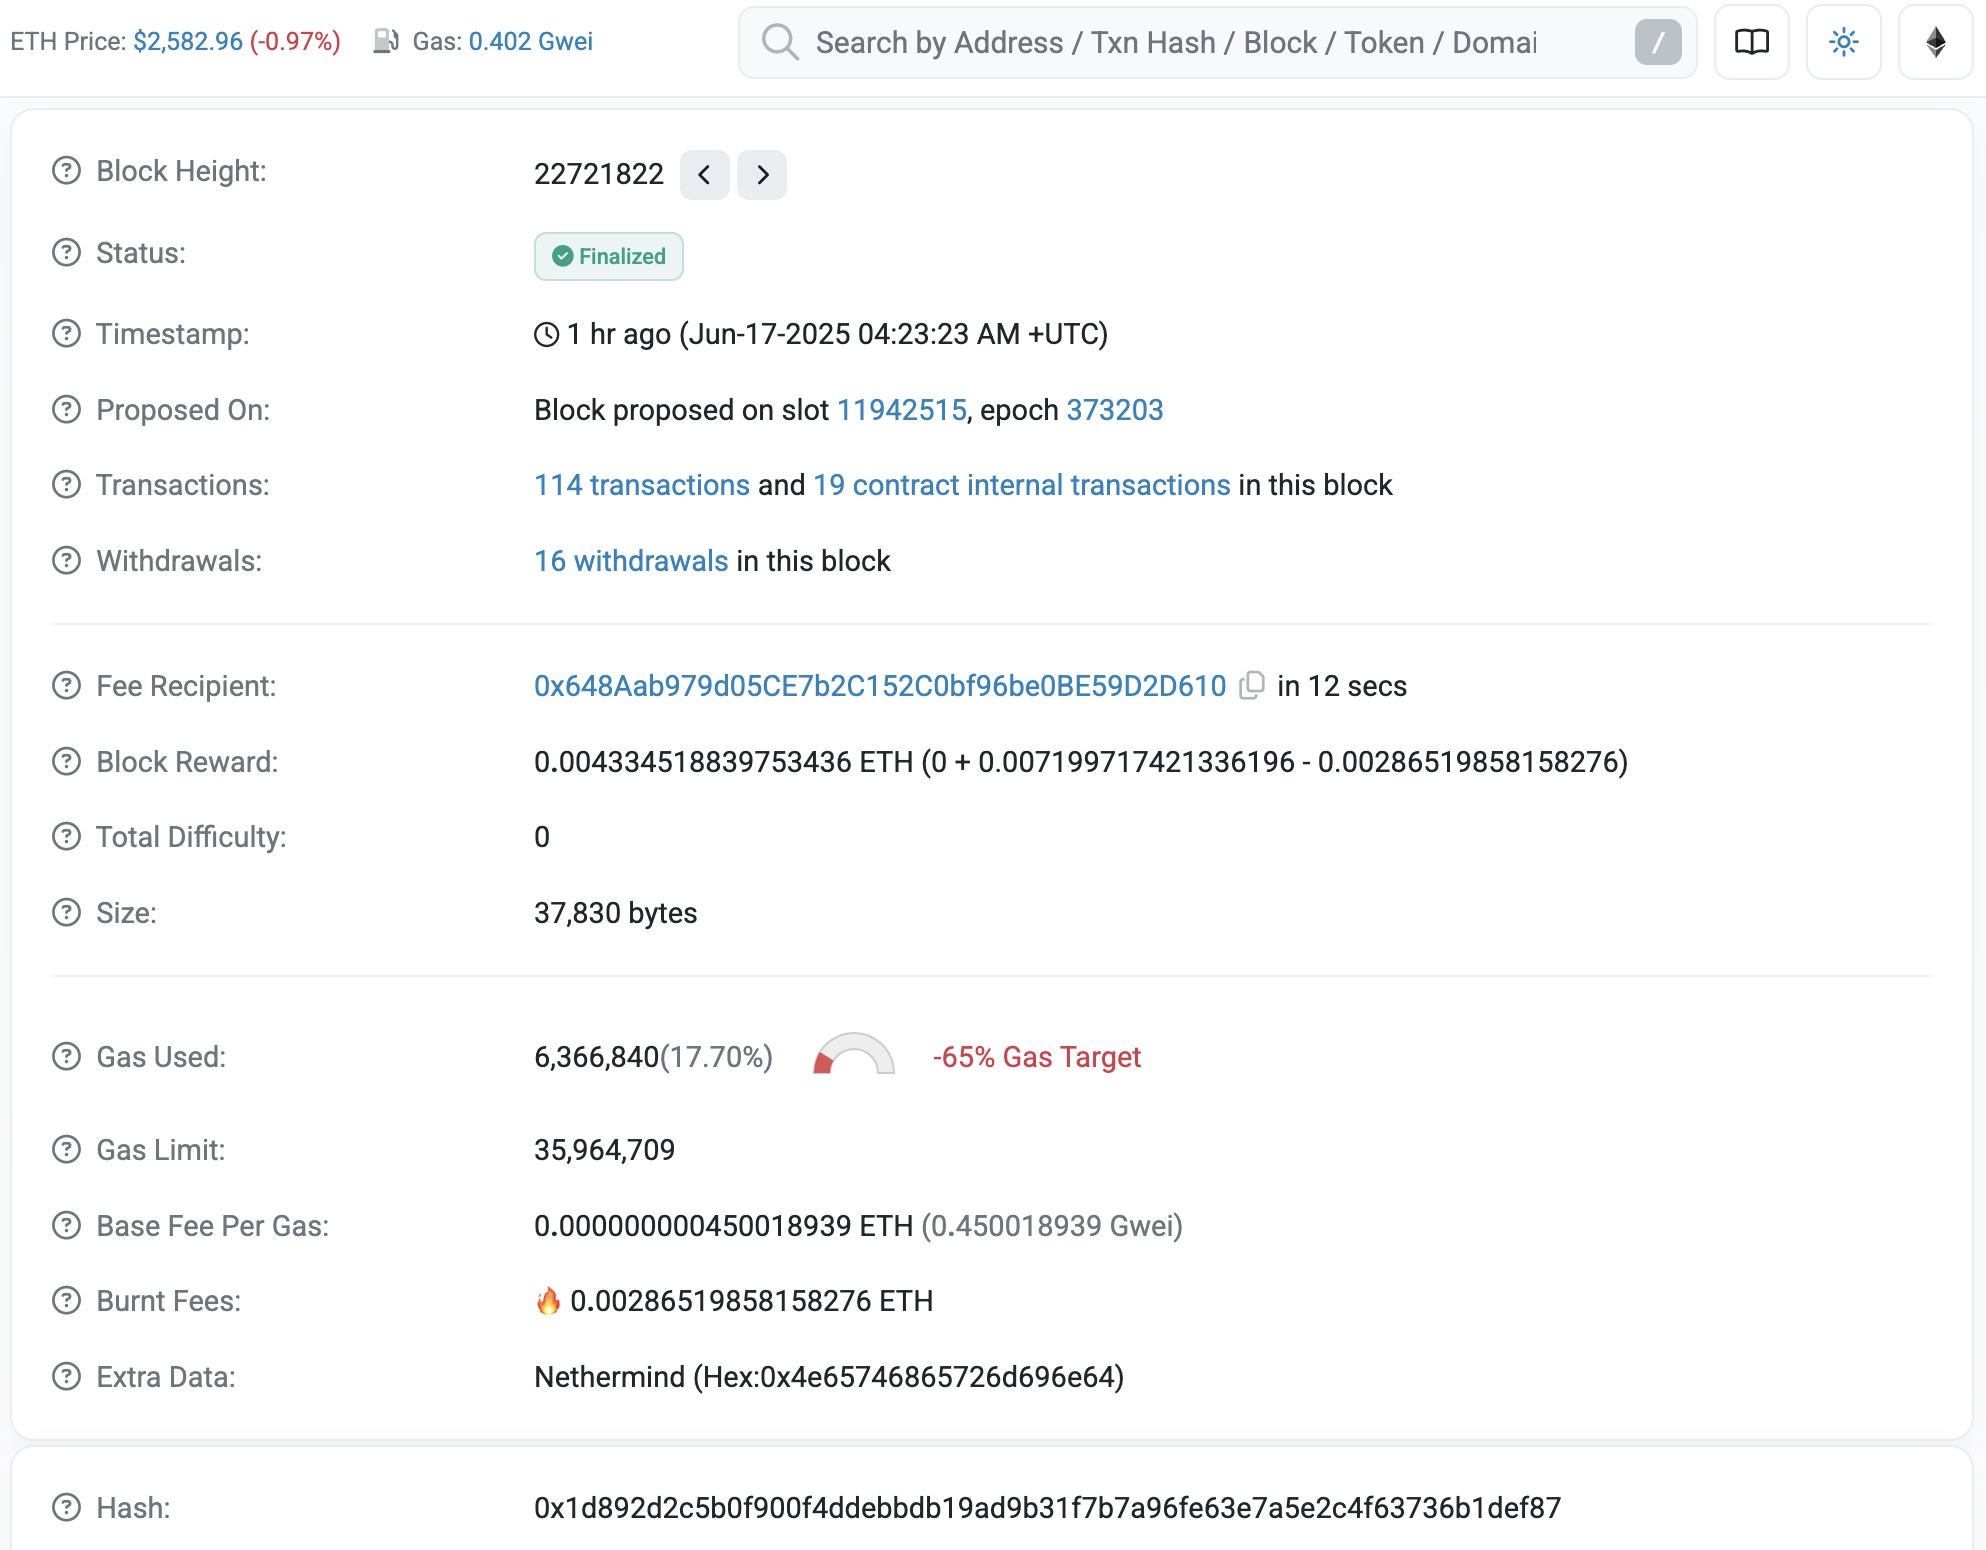 ETH Price: $2,582.96 (-0.97%) Gas: 0.402 Gwei Search by Address / Txn Hash / Block / Token / Domai /
Block Height: 22721822
Status: Finalized
Timestamp: 1 hr ago (Jun-17-2025 04:23:23 AM +UTC)
Proposed On: Block proposed on slot 11942515, epoch 373203
Transactions: 114 transactions and 19 contract internal transactions in this block
Withdrawals: 16 withdrawals in this block
Fee Recipient: 0x648Aab979d05CE7b2C152C0bf96be0BE59D2D610 in 12 secs
Block Reward: 0.004334518839753436 ETH (0 + 0.007199717421336196 - 0.00286519858158276)
Total Difficulty: 0
Size: 37,830 bytes
Gas Used: 6,366,840(17.70%) -65% Gas Target
Gas Limit: 35,964,709
Base Fee Per Gas: 0.000000000450018939 ETH (0.450018939 Gwei)
Burnt Fees: 0.00286519858158276 ETH
Extra Data: Nethermind (Hex:0x4e65746865726d696e64)
Hash: 0x1d892d2c5b0f900f4ddebbdb19ad9b31f7b7a96fe63e7a5e2c4f63736b1def87